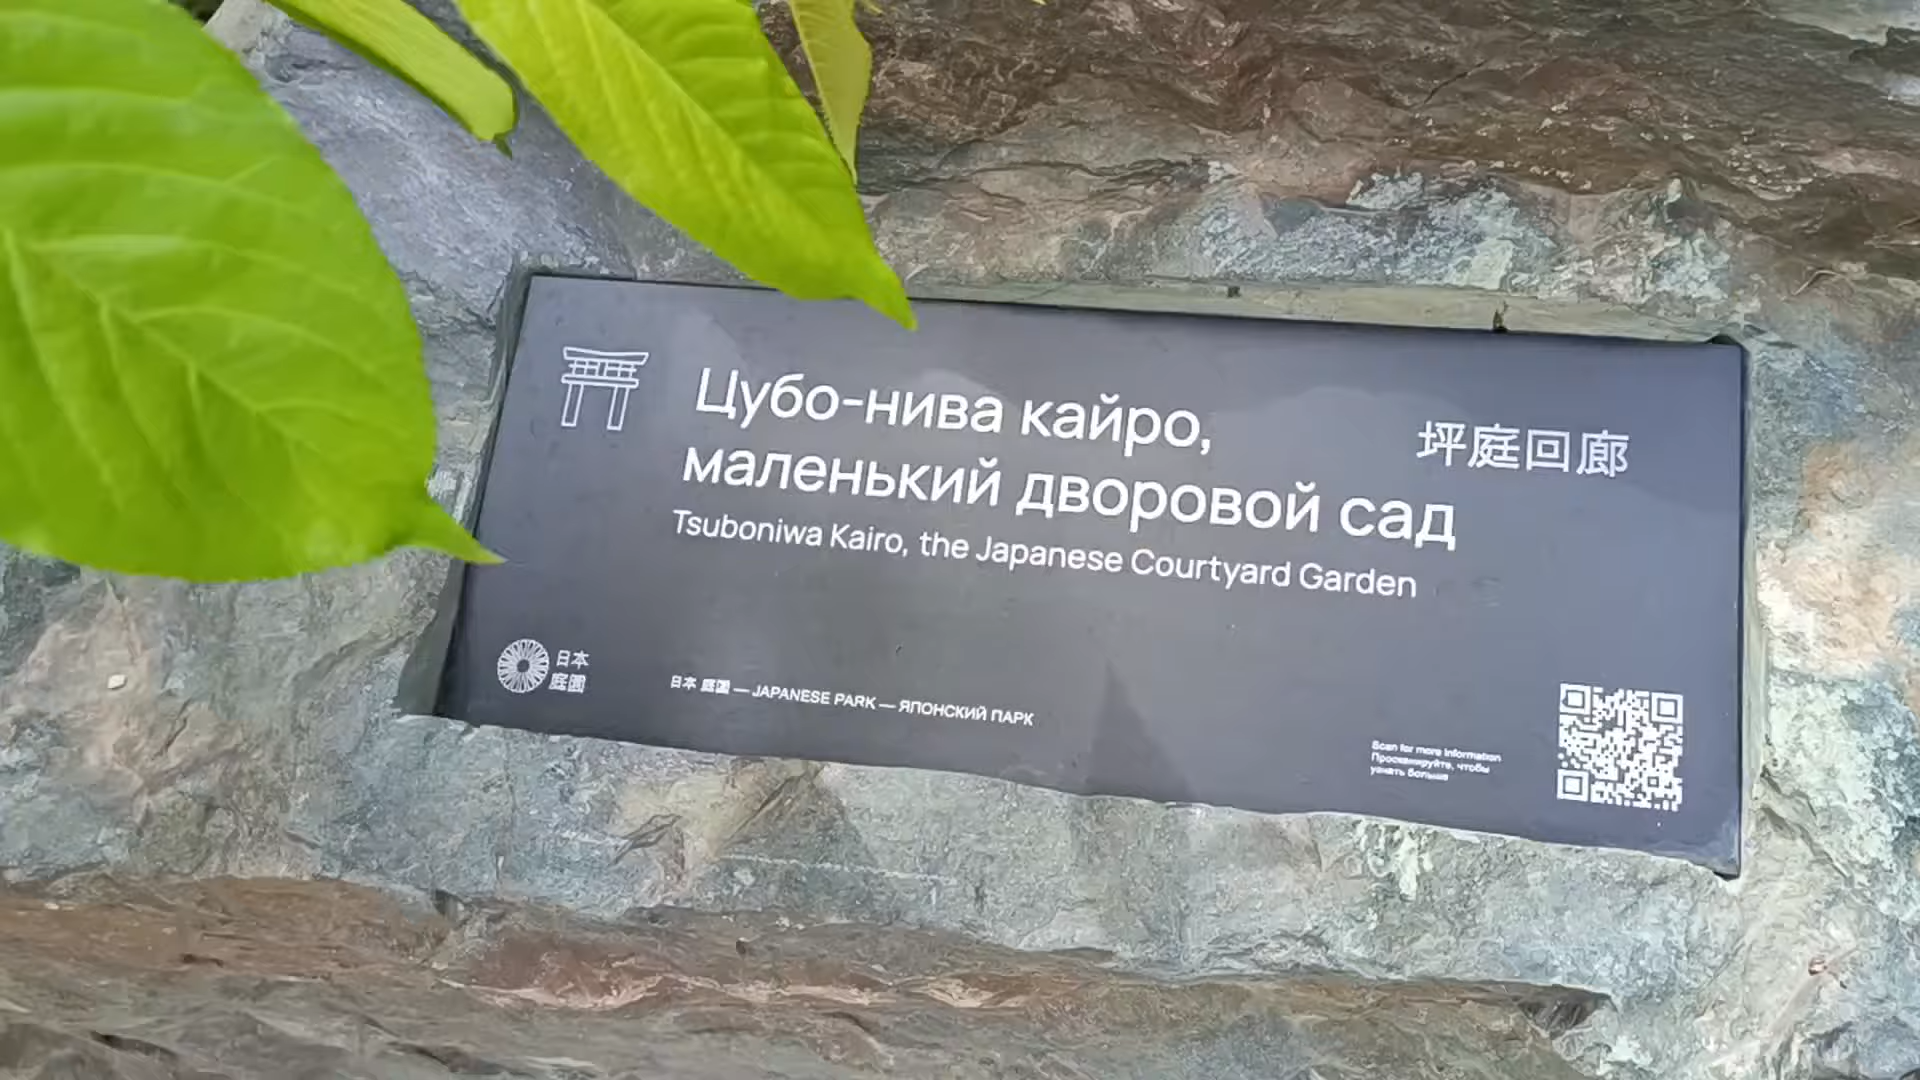 Цубо-нива кайро,
маленький дворовой сад
坪庭回廊
Tsuboniwa Kairo, the Japanese Courtyard Garden
日本
庭園
日本 庭園 — JAPANESE PARK — ЯПОНСКИЙ ПАРК
Scan for more information
Просканируйте, чтобы
узнать больше